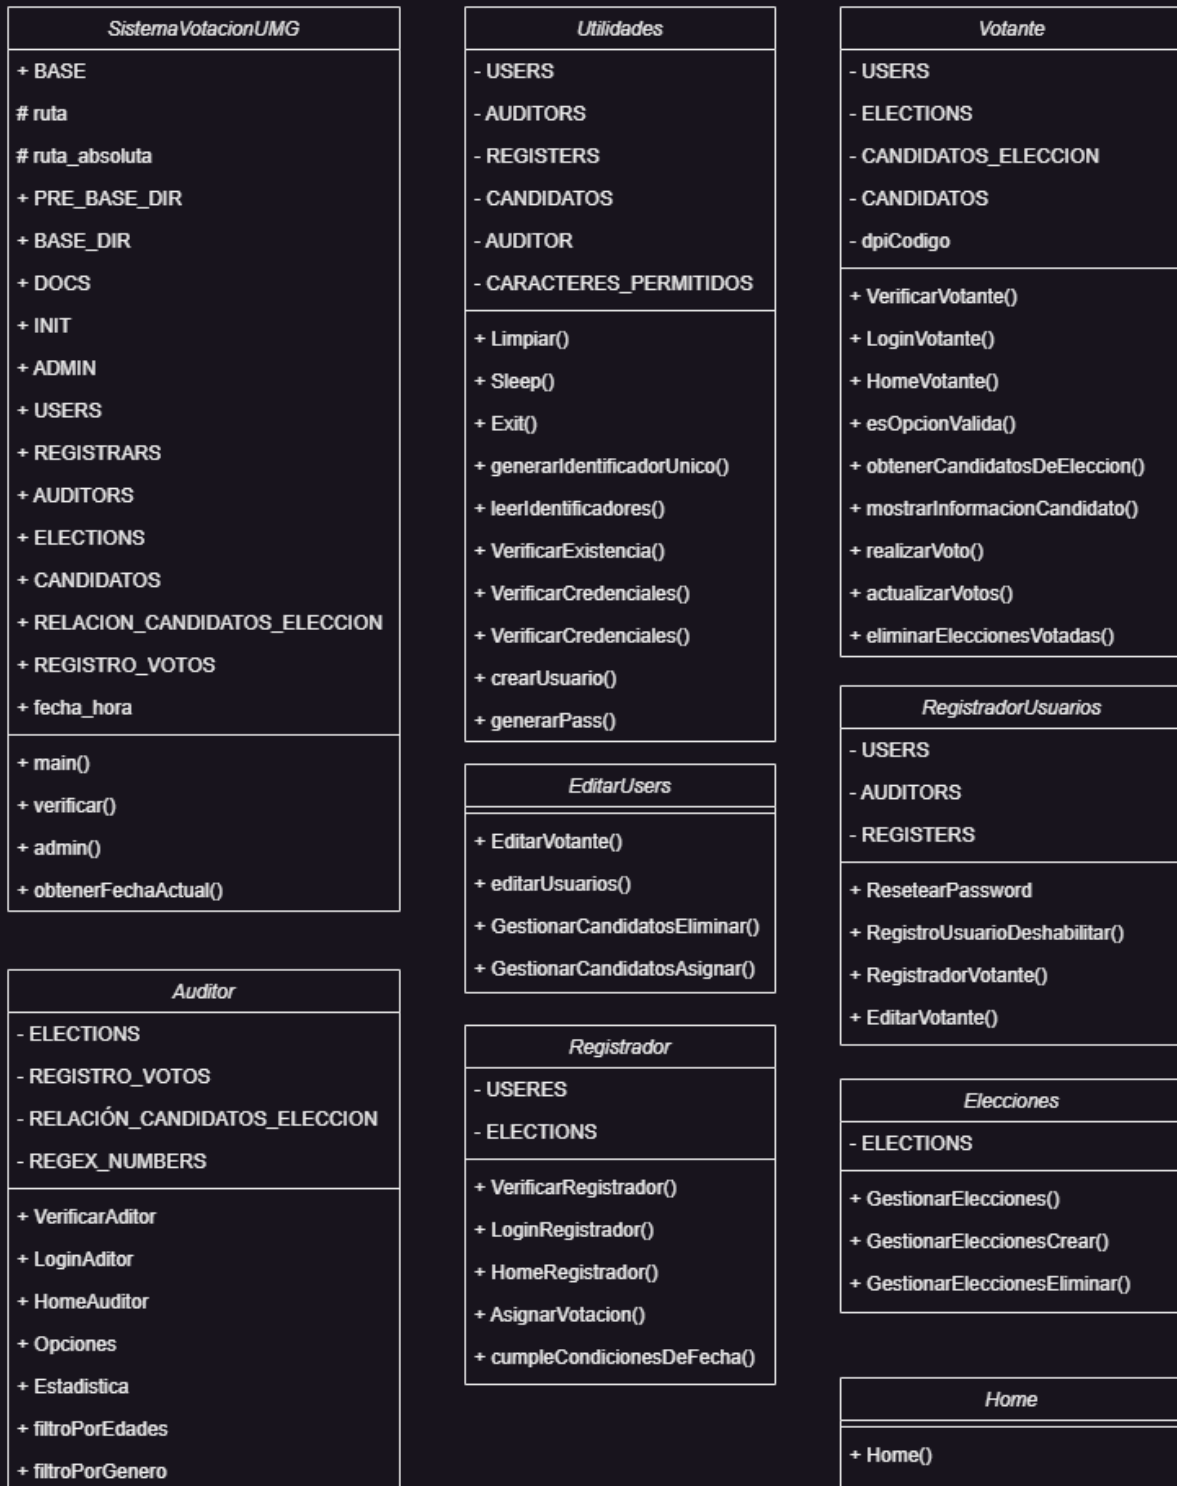 SistemaVotacionUMG
+ BASE
# ruta
# ruta_absoluta
+ PRE_BASE_DIR
+ BASE_DIR
+ DOCS
+ INIT
+ ADMIN
+ USERS
+ REGISTRARS
+ AUDITORS
+ ELECTIONS
+ CANDIDATOS
+ RELACION_CANDIDATOS_ELECCION
+ REGISTRO_VOTOS
+ fecha_hora
+ main()
+ verificar()
+ admin()
+ obtenerFechaActual()
Auditor
- ELECTIONS
- REGISTRO_VOTOS
- RELACIÓN_CANDIDATOS_ELECCION
- REGEX_NUMBERS
+ VerificarAditor
+ LoginAditor
+ HomeAuditor
+ Opciones
+ Estadistica
+ filtroPorEdades
+ filtroPorGenero
Utilidades
- USERS
- AUDITORS
- REGISTERS
- CANDIDATOS
- AUDITOR
- CARACTERES_PERMITIDOS
+ Limpiar()
+ Sleep()
+ Exit()
+ generarIdentificadorUnico()
+ leerIdentificadores()
+ VerificarExistencia()
+ VerificarCredenciales()
+ VerificarCredenciales()
+ crearUsuario()
+ generarPass()
EditarUsers
+ EditarVotante()
+ editarUsuarios()
+ GestionarCandidatosEliminar()
+ GestionarCandidatosAsignar()
Registrador
- USERES
- ELECTIONS
+ VerificarRegistrador()
+ LoginRegistrador()
+ HomeRegistrador()
+ AsignarVotacion()
+ cumpleCondicionesDeFecha()
Votante
- USERS
- ELECTIONS
- CANDIDATOS_ELECCION
- CANDIDATOS
- dpiCodigo
+ VerificarVotante()
+ LoginVotante()
+ HomeVotante()
+ esOpcionValida()
+ obtenerCandidatosDeEleccion()
+ mostrarInformacionCandidato()
+ realizarVoto()
+ actualizarVotos()
+ eliminarEleccionesVotadas()
RegistradorUsuarios
- USERS
- AUDITORS
- REGISTERS
+ ResetearPassword
+ RegistroUsuarioDeshabilitar()
+ RegistradorVotante()
+ EditarVotante()
Elecciones
- ELECTIONS
+ GestionarElecciones()
+ GestionarEleccionesCrear()
+ GestionarEleccionesEliminar()
Home
+ Home()